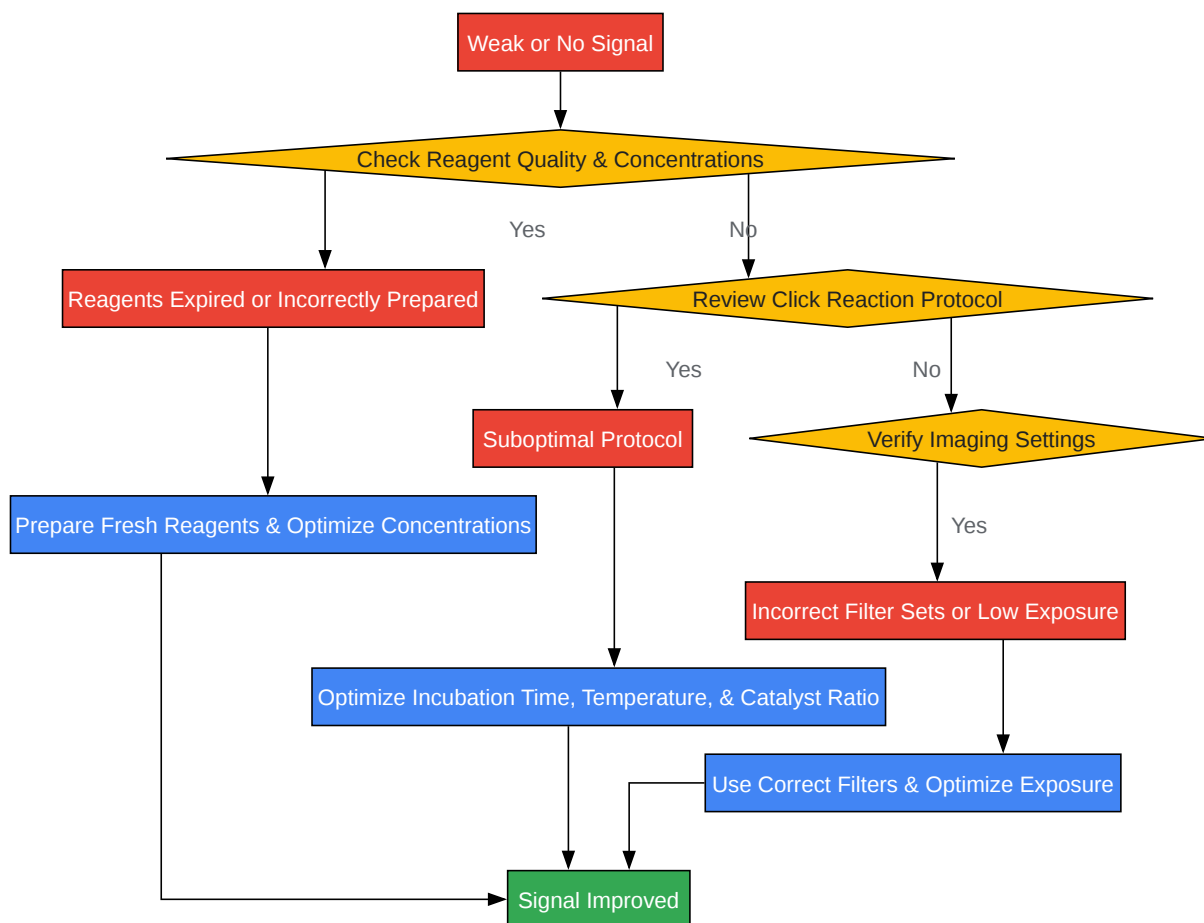 Weak or No Signal
Check Reagent Quality & Concentrations
Yes
No
Reagents Expired or Incorrectly Prepared
Review Click Reaction Protocol
Yes
No
Suboptimal Protocol
Verify Imaging Settings
Prepare Fresh Reagents & Optimize Concentrations
Yes
Incorrect Filter Sets or Low Exposure
Optimize Incubation Time, Temperature, & Catalyst Ratio
Use Correct Filters & Optimize Exposure
Signal Improved